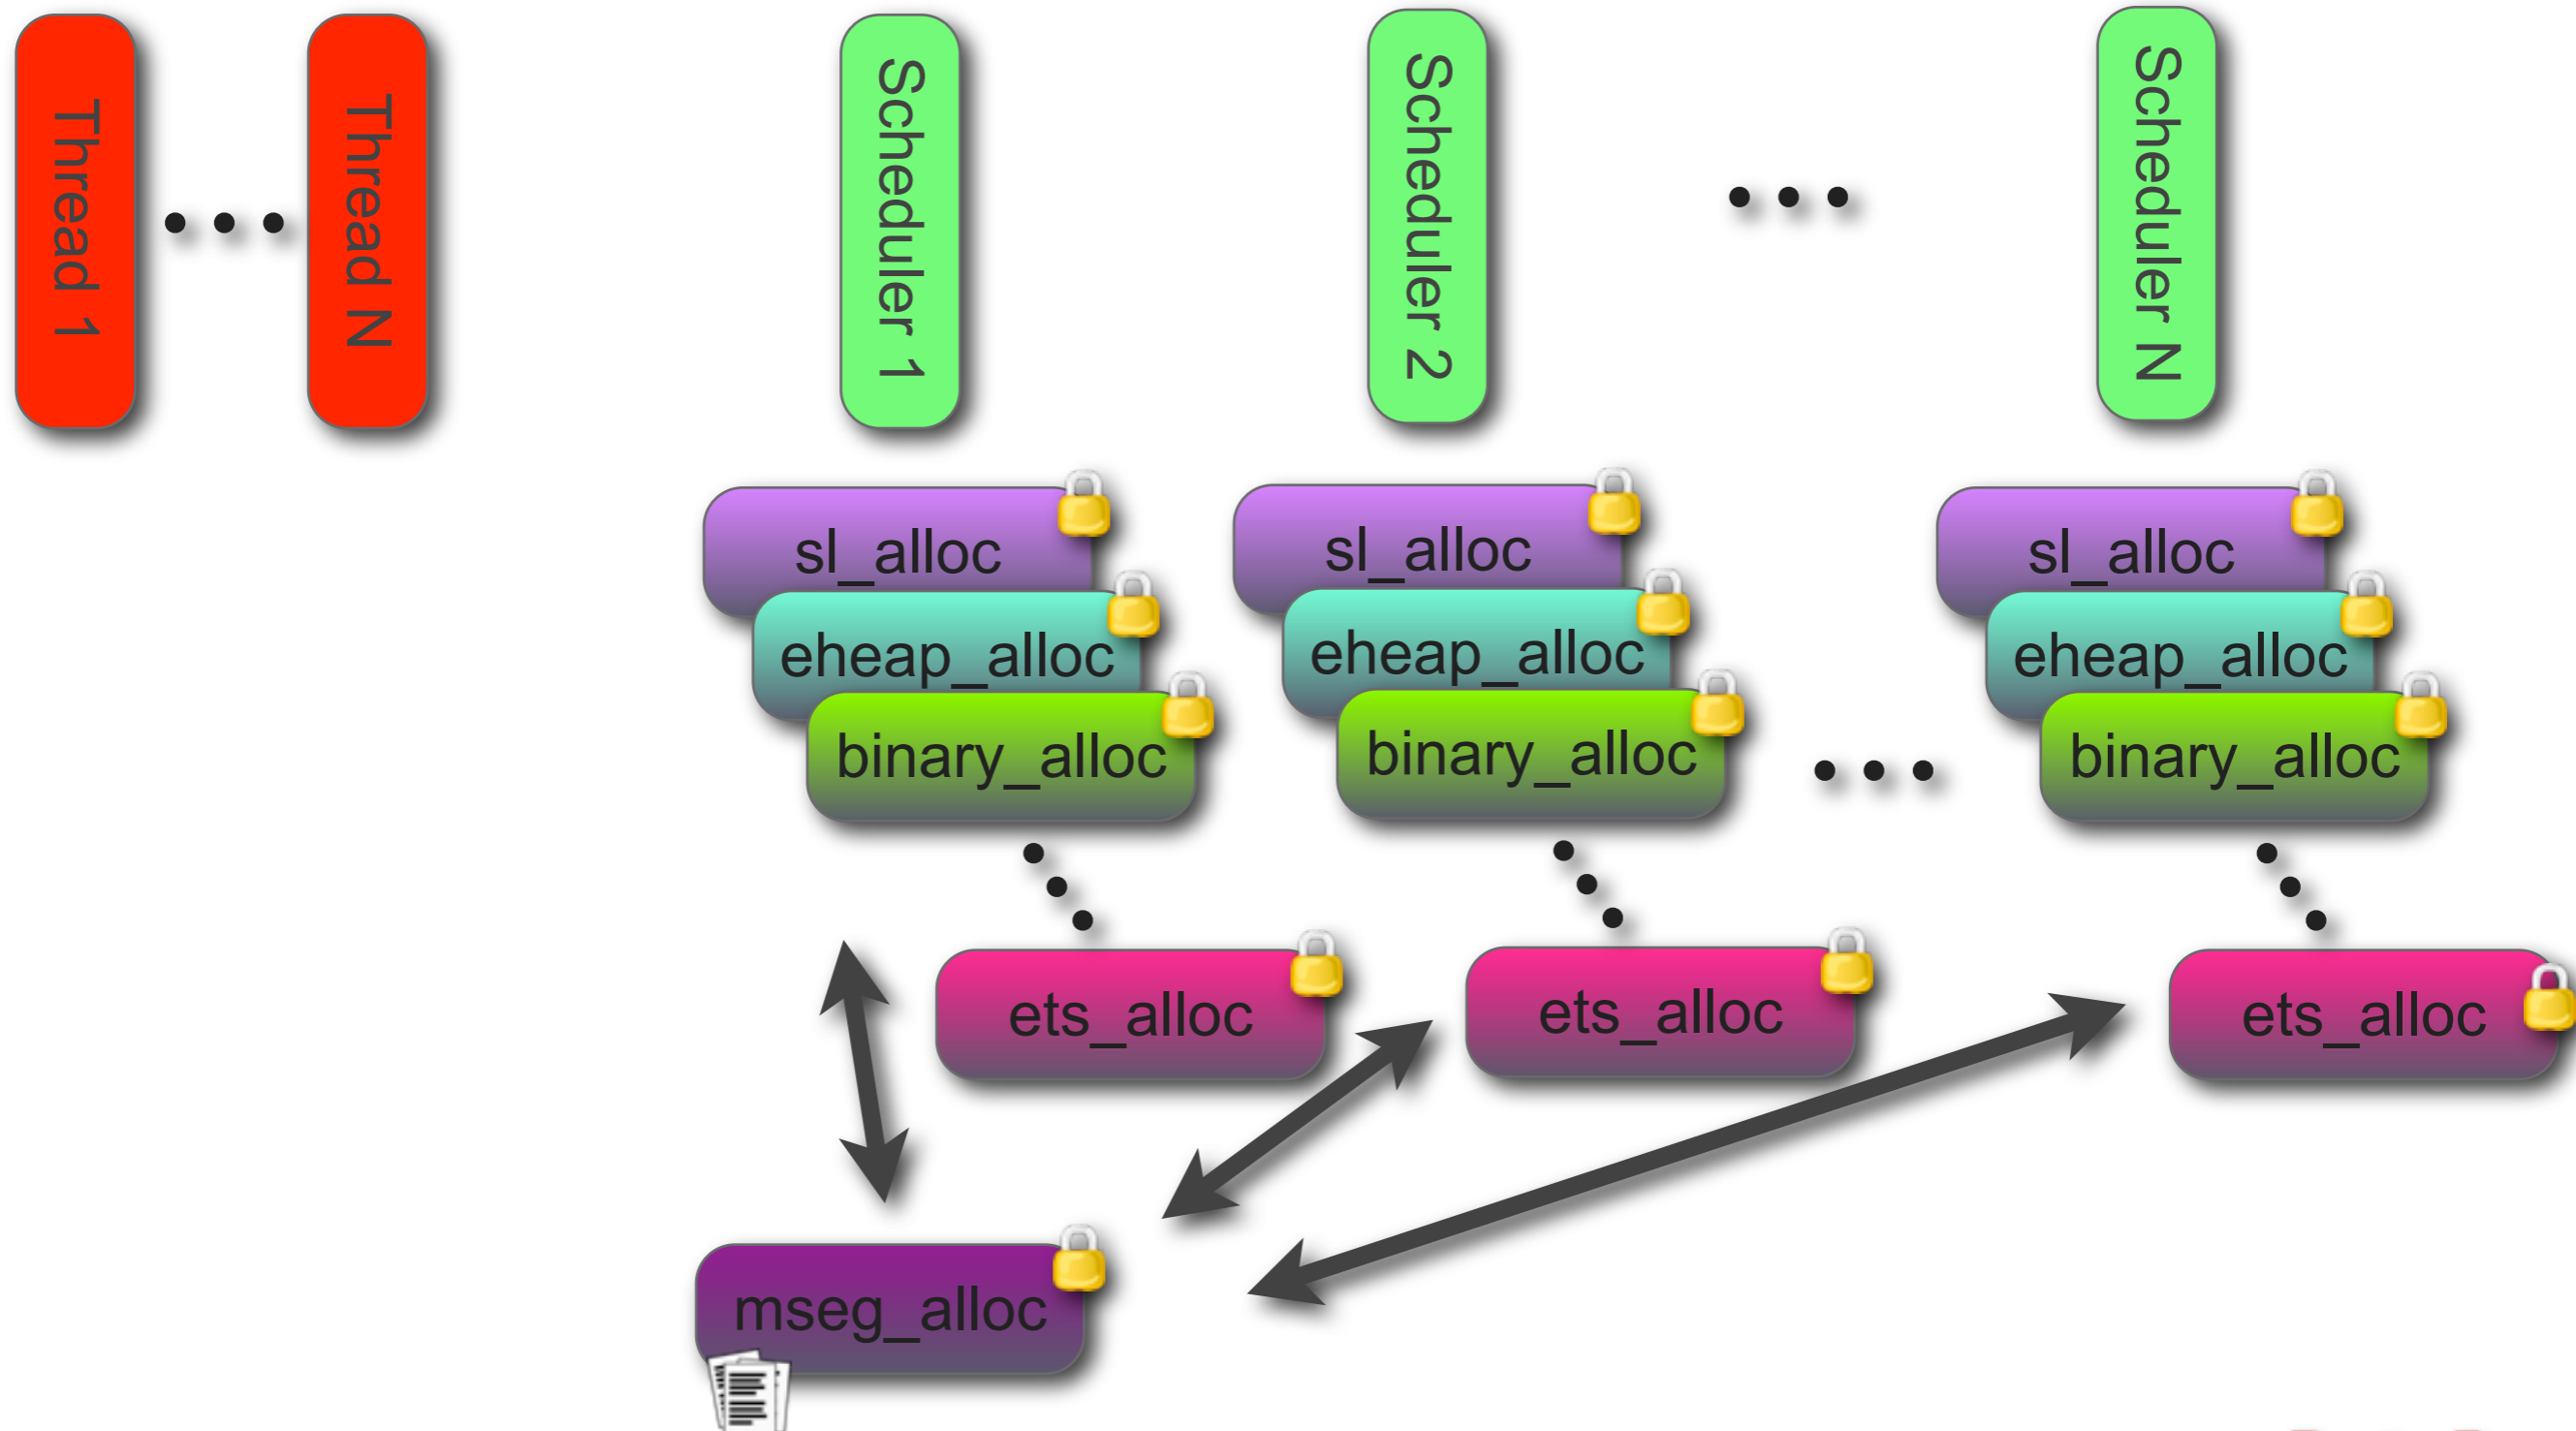 Thread 1
Thread N
Scheduler 1
Scheduler 2
Scheduler N
sl_alloc
eheap_alloc
binary_alloc
ets_alloc
sl_alloc
eheap_alloc
binary_alloc
ets_alloc
sl_alloc
eheap_alloc
binary_alloc
ets_alloc
mseg_alloc